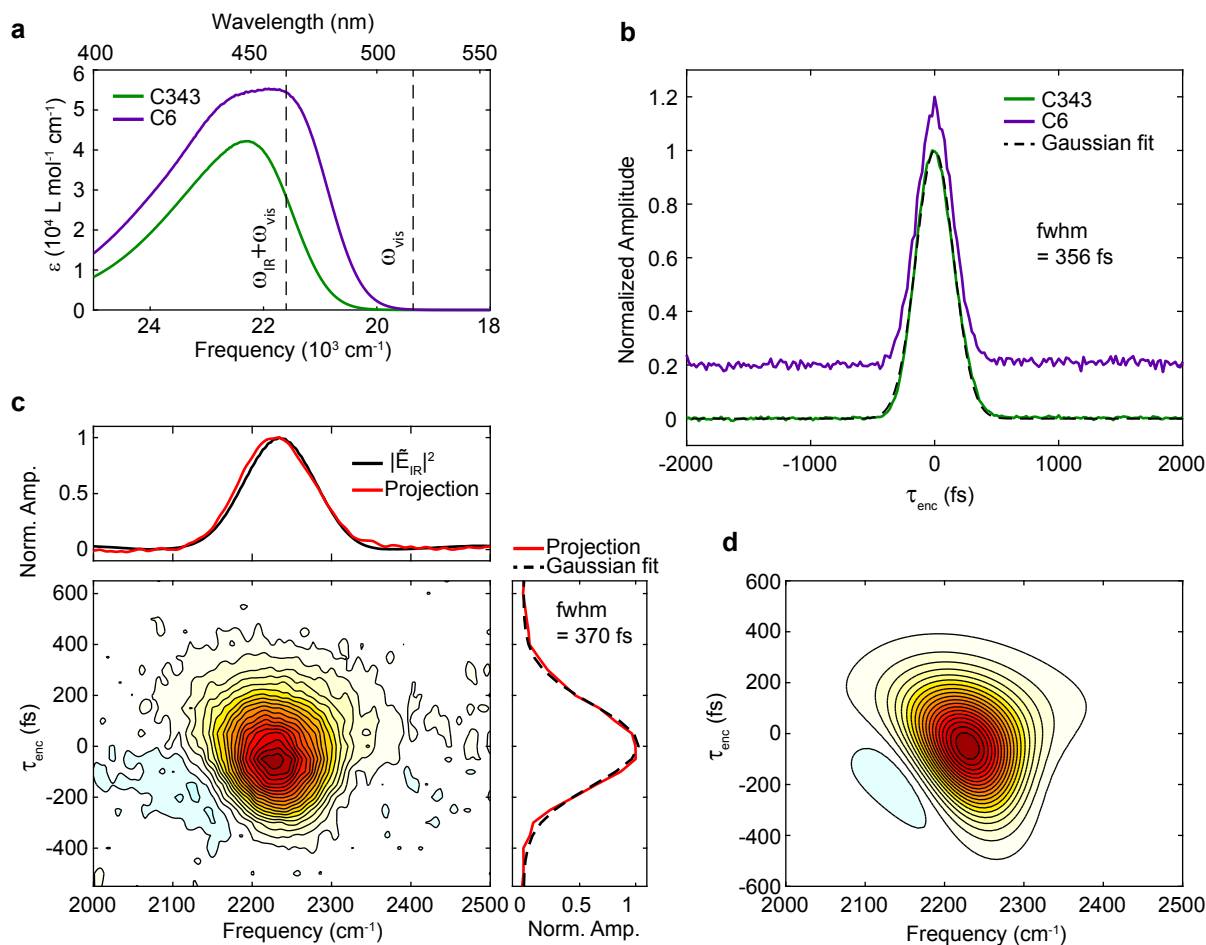 a
Wavelength (nm)
400 450 500 550
C343
C6
ε (10⁴ L mol⁻¹ cm⁻¹)
6
5
4
3
2
1
0
ω_IR+ω_vis
ω_vis
24 22 20 18
Frequency (10³ cm⁻¹)
b
Normalized Amplitude
1.2
1
0.8
0.6
0.4
0.2
0
C343
C6
Gaussian fit
fwhm
= 356 fs
-2000 -1000 0 1000 2000
τ_enc (fs)
c
Norm. Amp.
1
0.5
0
|Ẽ_IR|²
Projection
2000 2100 2200 2300 2400 2500
Projection
Gaussian fit
τ_enc (fs)
600
400
200
0
-200
-400
2000 2100 2200 2300 2400 2500
Frequency (cm⁻¹)
fwhm
= 370 fs
0 0.5 1
Norm. Amp.
d
τ_enc (fs)
600
400
200
0
-200
-400
-600
2000 2100 2200 2300 2400 2500
Frequency (cm⁻¹)